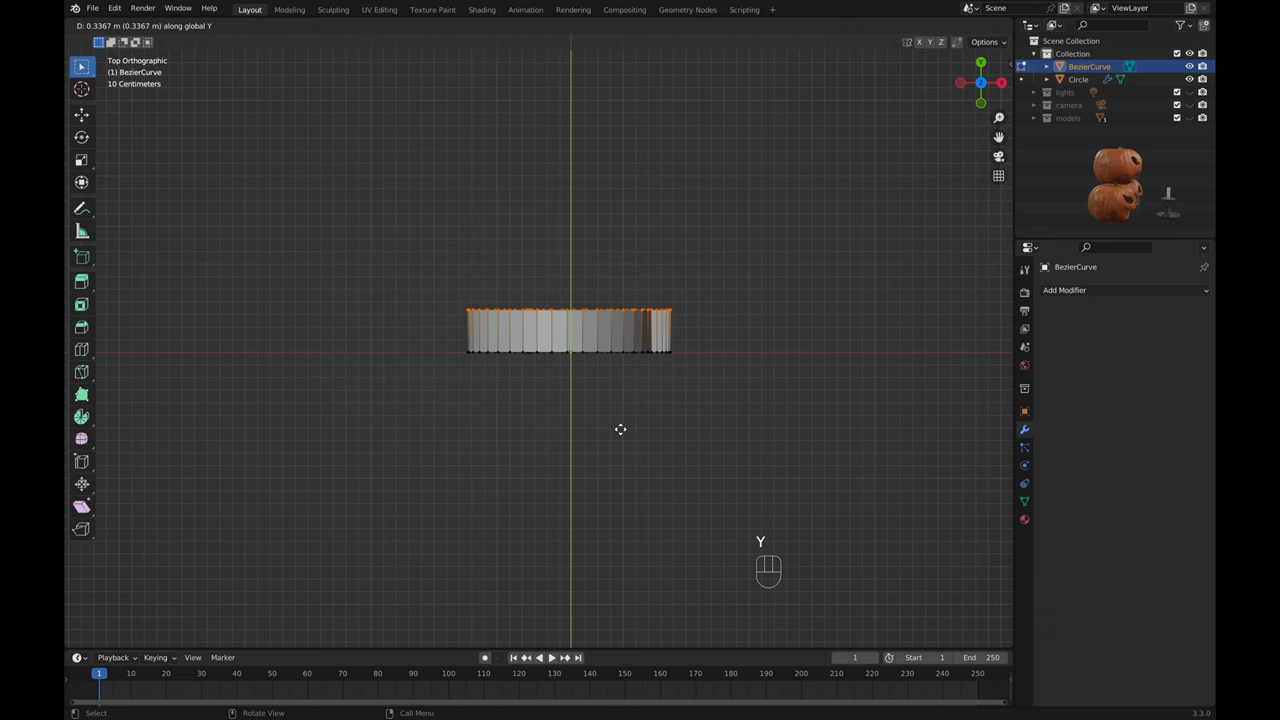 File Edit Render Window Help
Layout Modeling Sculpting UV Editing Texture Paint Shading Animation Rendering Compositing Geometry Nodes Scripting +
Scene
ViewLayer
D: 0.3367 m (0.3367 m) along global Y
X Y Z
Options
Top Orthographic
(1) BezierCurve
10 Centimeters
Y
X
Z
Scene Collection
Collection
BezierCurve
Circle
lights
camera
models
3
BezierCurve
Add Modifier
Y
Playback Keying View Marker
1
Start 1
End 250
1 10 20 30 40 50 60 70 80 90 100 110 120 130 140 150 160 170 180 190 200 210 220 230 240 250
Select
Rotate View
Call Menu
3.3.0